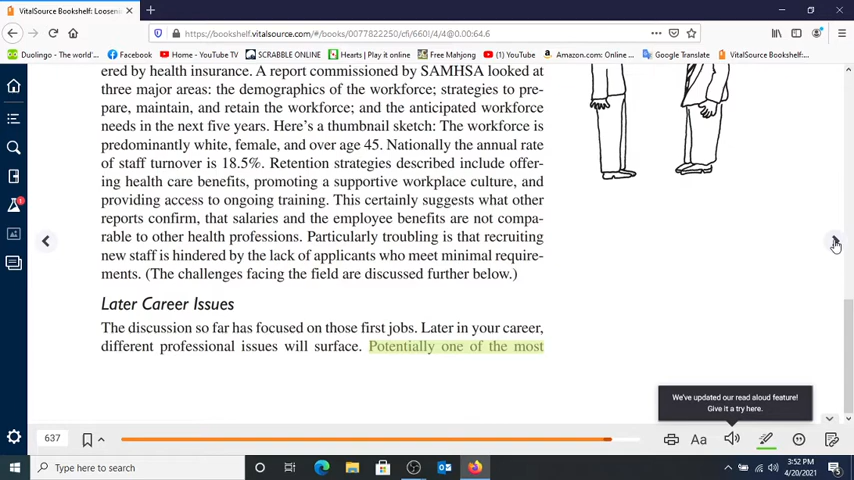 VitalSource Bookshelf: Loosen
https://bookshelf.vitalsource.com/#/books/0077822250/cfi/660!/4/4@0.00:64.6
Duolingo - The world'...
Facebook
Home - YouTube TV
SCRABBLE ONLINE
Hearts | Play it online
Free Mahjong
(1) YouTube
Amazon.com: Online ...
Google Translate
VitalSource Bookshelf:...
ered by health insurance. A report commissioned by SAMHSA looked at
three major areas: the demographics of the workforce; strategies to pre-
pare, maintain, and retain the workforce; and the anticipated workforce
needs in the next five years. Here's a thumbnail sketch: The workforce is
predominantly white, female, and over age 45. Nationally the annual rate
of staff turnover is 18.5%. Retention strategies described include offer-
ing health care benefits, promoting a supportive workplace culture, and
providing access to ongoing training. This certainly suggests what other
reports confirm, that salaries and the employee benefits are not compa-
rable to other health professions. Particularly troubling is that recruiting
new staff is hindered by the lack of applicants who meet minimal require-
ments. (The challenges facing the field are discussed further below.)
Later Career Issues
The discussion so far has focused on those first jobs. Later in your career,
different professional issues will surface. Potentially one of the most
We've updated our read aloud feature!
Give it a try here.
637
Aa
Type here to search
3:52 PM
4/20/2021